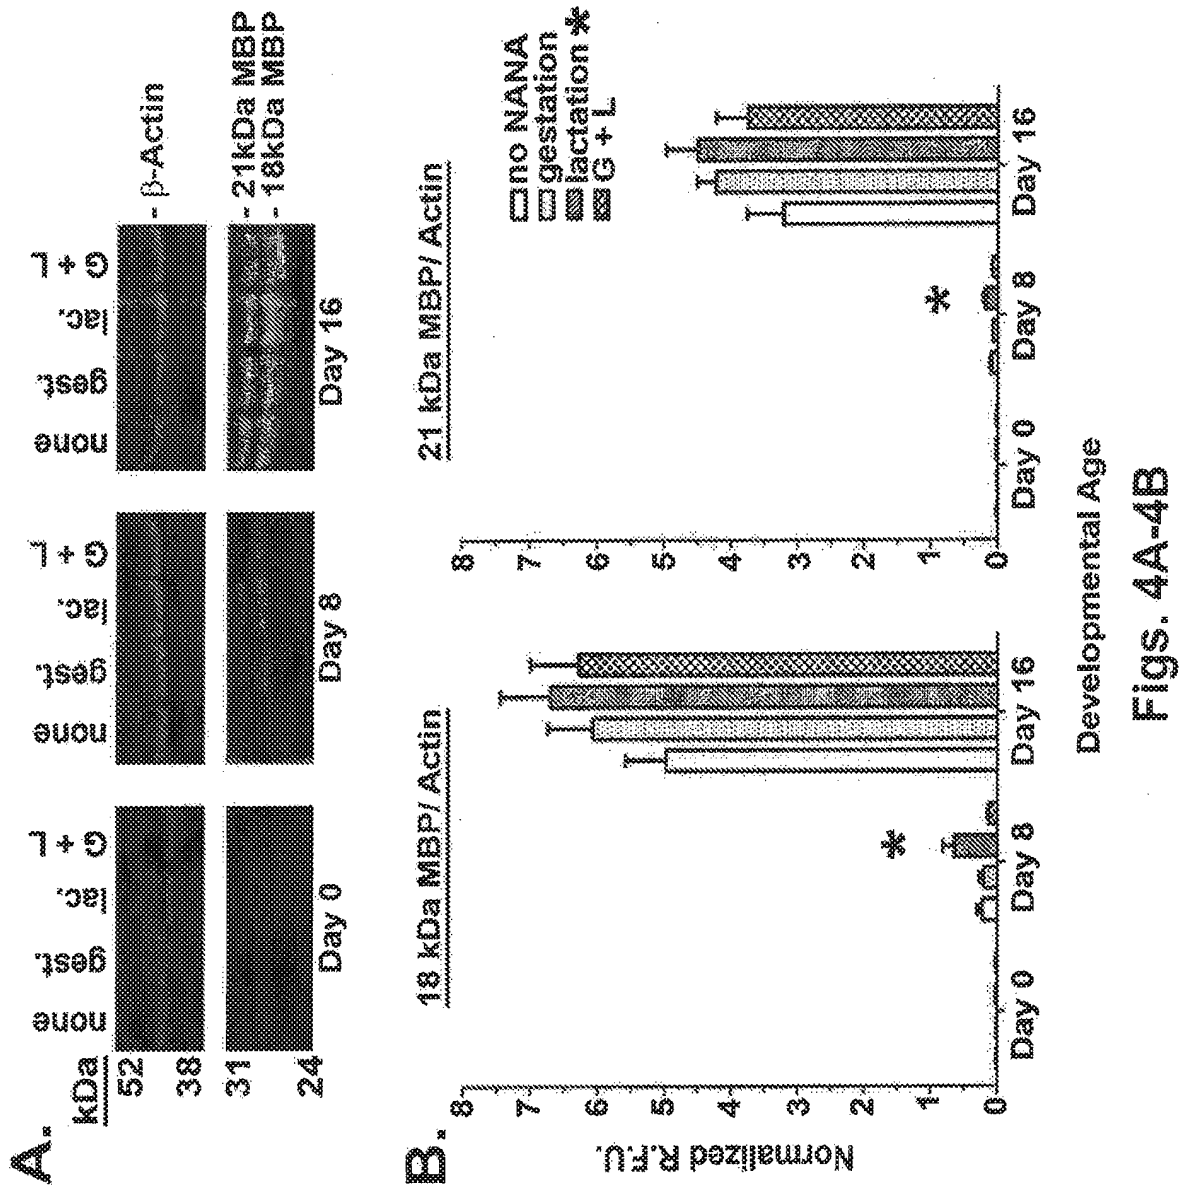 A.
none gest. lac. G + L none gest. lac. G + L none gest. lac. G + L
kDa
52
38
- β-Actin
31
24
- 21kDa MBP
- 18kDa MBP
Day 0 Day 8 Day 16
B.
18 kDa MBP/ Actin
21 kDa MBP/ Actin
no NANA
gestation
lactation *
G + L
Normalized R.F.U.
8
7
6
5
4
3
2
1
0
*
Day 0 Day 8 Day 16
8
7
6
5
4
3
2
1
0
*
Day 0 Day 8 Day 16
Developmental Age
Figs. 4A-4B